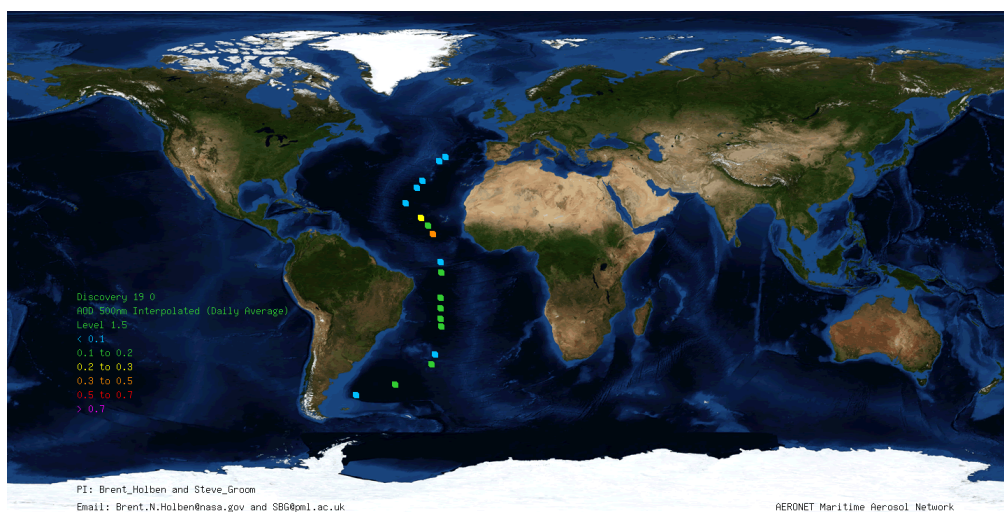 Discovery 19 0
AOD 500nm Interpolated (Daily Average)
Level 1.5
< 0.1
0.1 to 0.2
0.2 to 0.3
0.3 to 0.5
0.5 to 0.7
> 0.7
PI: Brent_Holben and Steve_Groom
Email: Brent.N.Holben@nasa.gov and SBG@pml.ac.uk
AERONET Maritime Aerosol Network